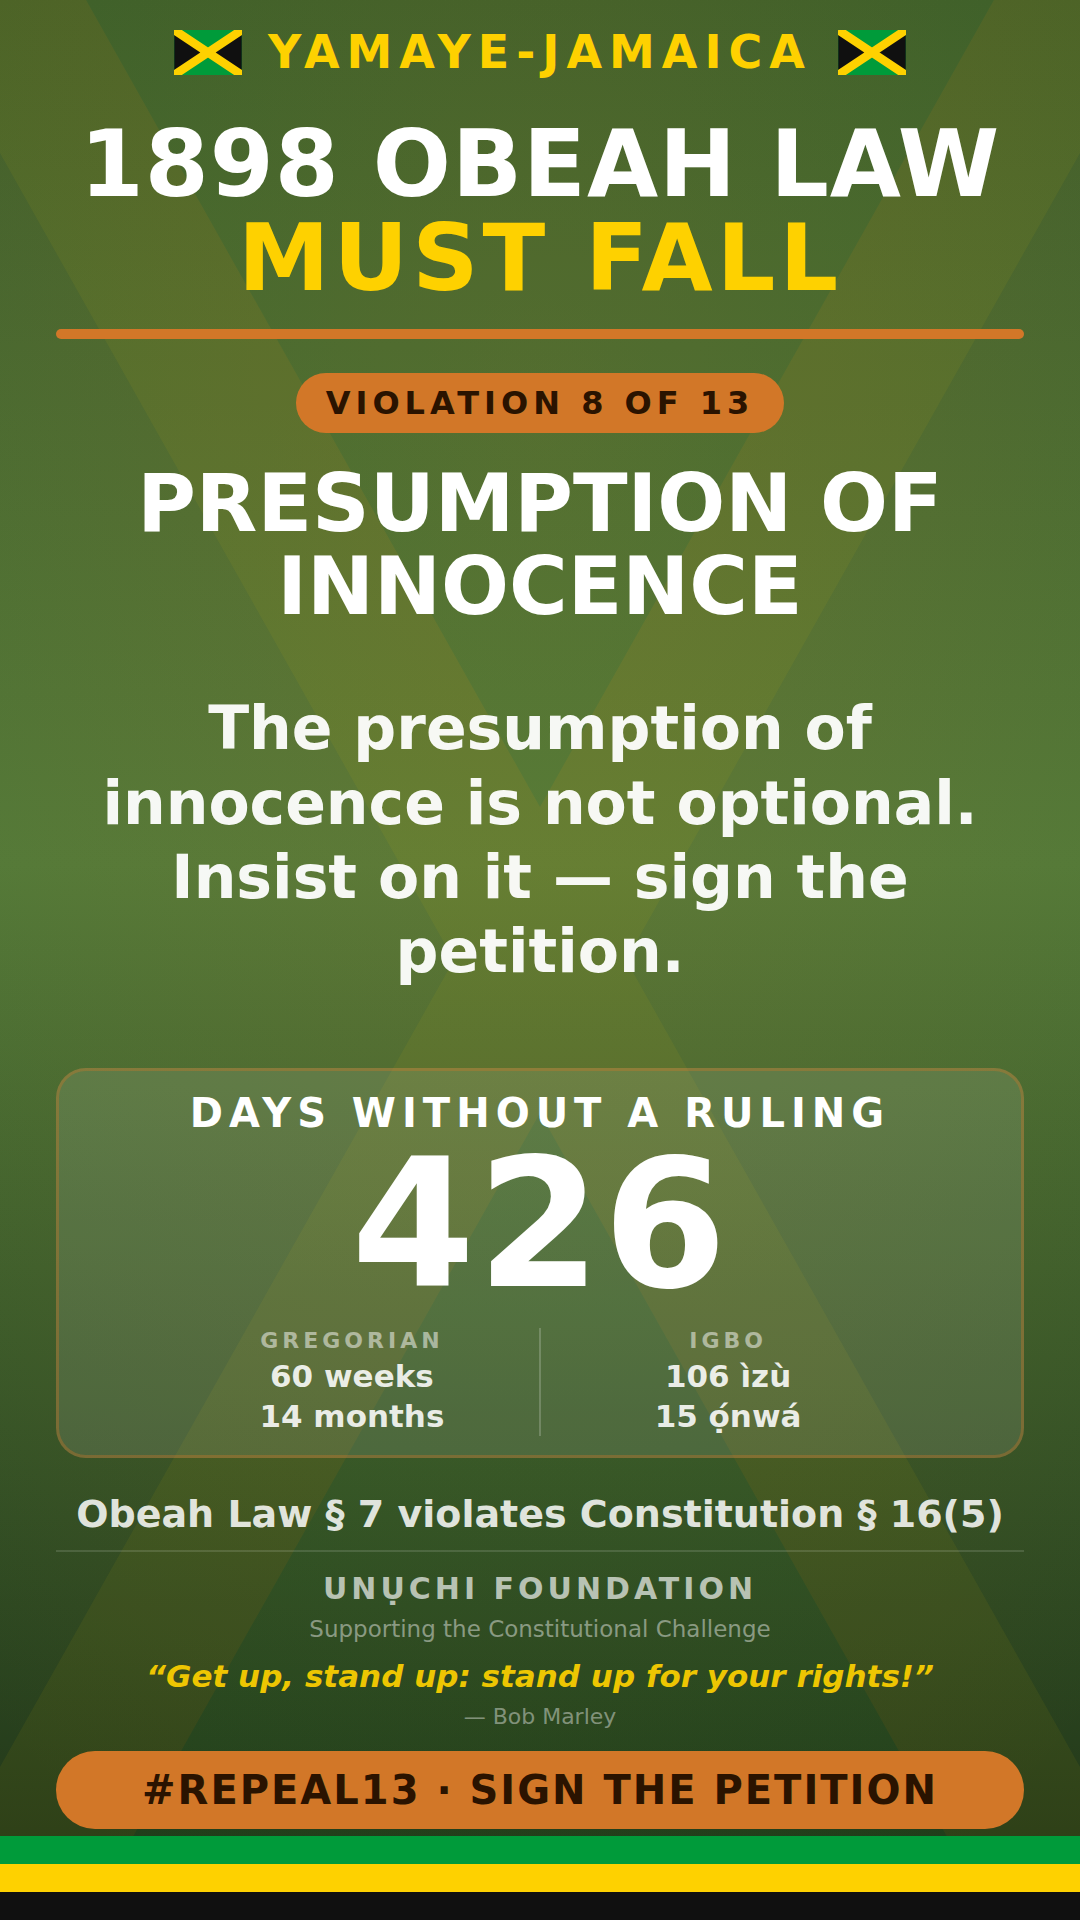 YAMAYE-JAMAICA
1898 OBEAH LAW
MUST FALL
VIOLATION 8 OF 13
PRESUMPTION OF
INNOCENCE
The presumption of
innocence is not optional.
Insist on it — sign the
petition.
DAYS WITHOUT A RULING
426
GREGORIAN
60 weeks
14 months
IGBO
106 ìzù
15 ọ́nwá
Obeah Law § 7 violates Constitution § 16(5)
UNỤCHI FOUNDATION
Supporting the Constitutional Challenge
“Get up, stand up: stand up for your rights!”
— Bob Marley
#REPEAL13 · SIGN THE PETITION